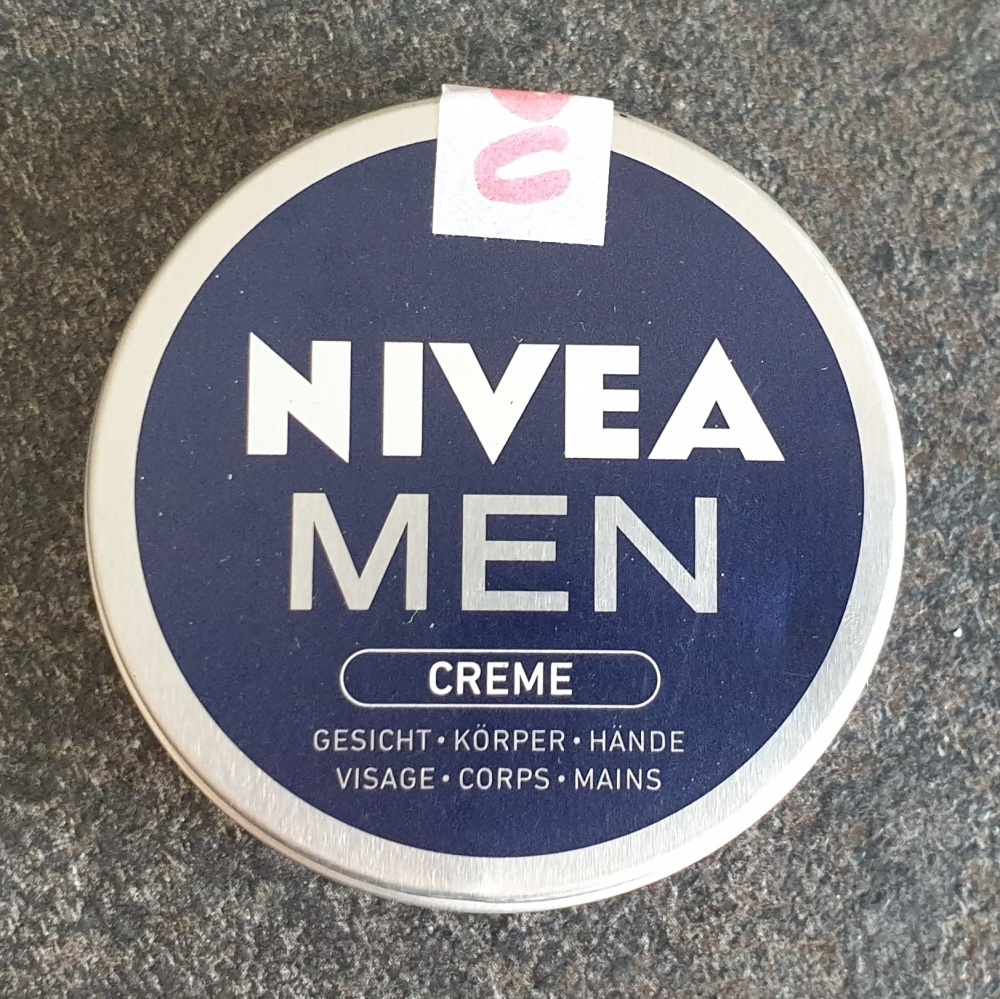 NIVEA
MEN
CREME
GESICHT • KÖRPER • HÄNDE
VISAGE • CORPS • MAINS